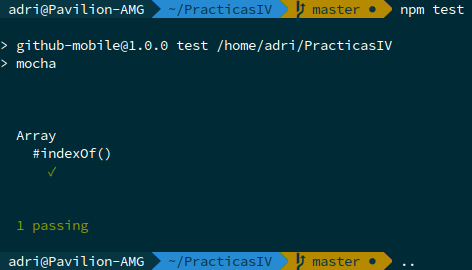 adri@Pavilion-AMG ~/PracticasIV master ● npm test
> github-mobile@1.0.0 test /home/adri/PracticasIV
> mocha
Array
#indexOf()
✓
1 passing
adri@Pavilion-AMG ~/PracticasIV master ● ..